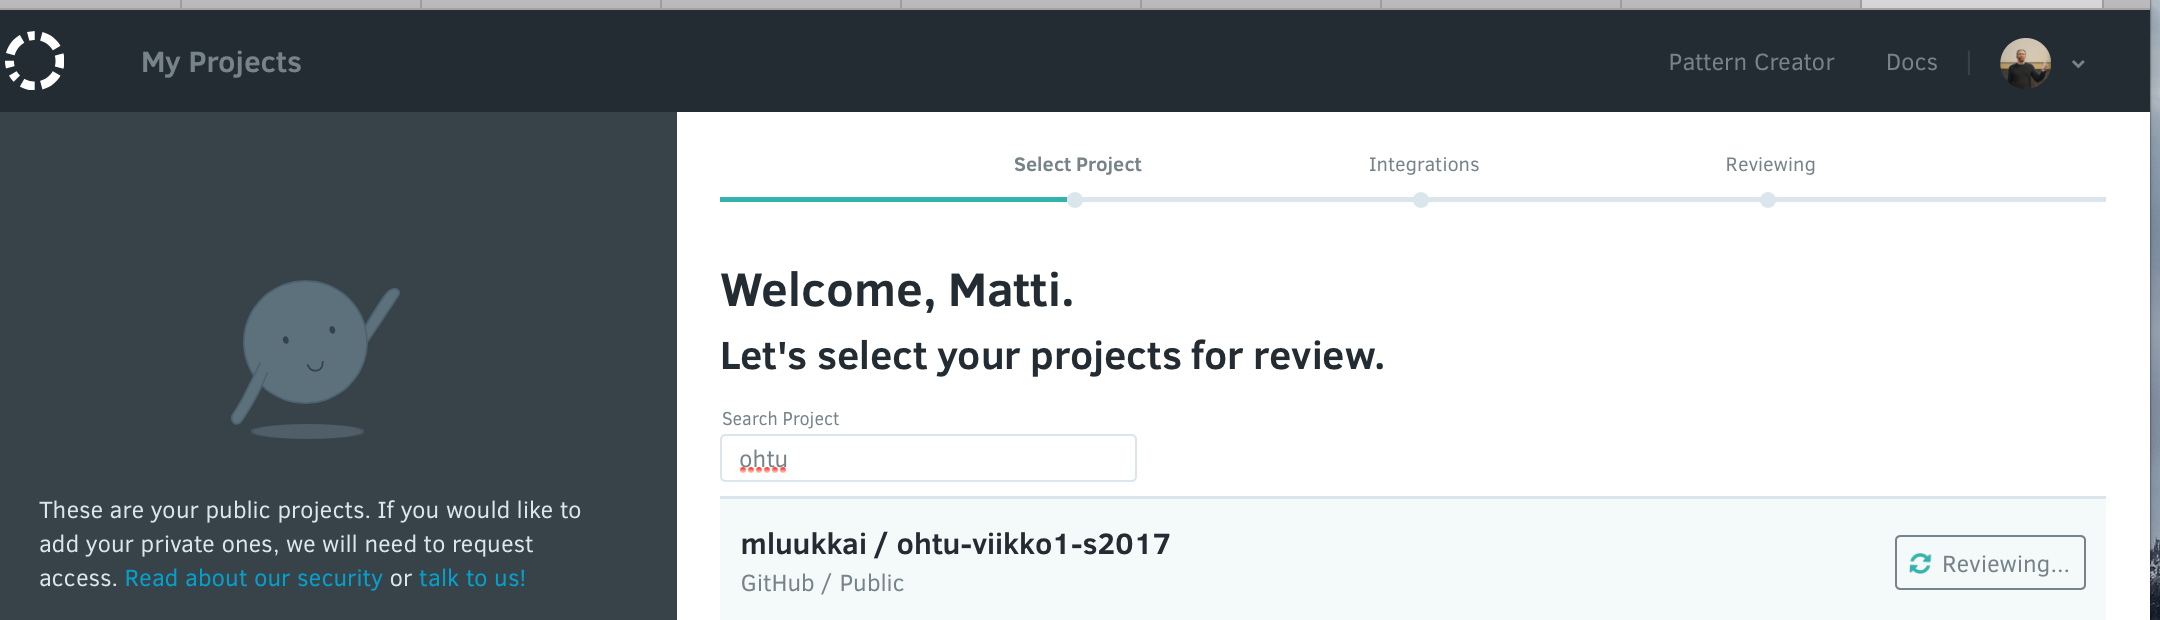 My Projects
Pattern Creator
Docs
Select Project
Integrations
Reviewing
Welcome, Matti.
Let's select your projects for review.
Search Project
ohtu
mluukkai / ohtu-viikko1-s2017
GitHub / Public
Reviewing...
These are your public projects. If you would like to
add your private ones, we will need to request
access. Read about our security or talk to us!